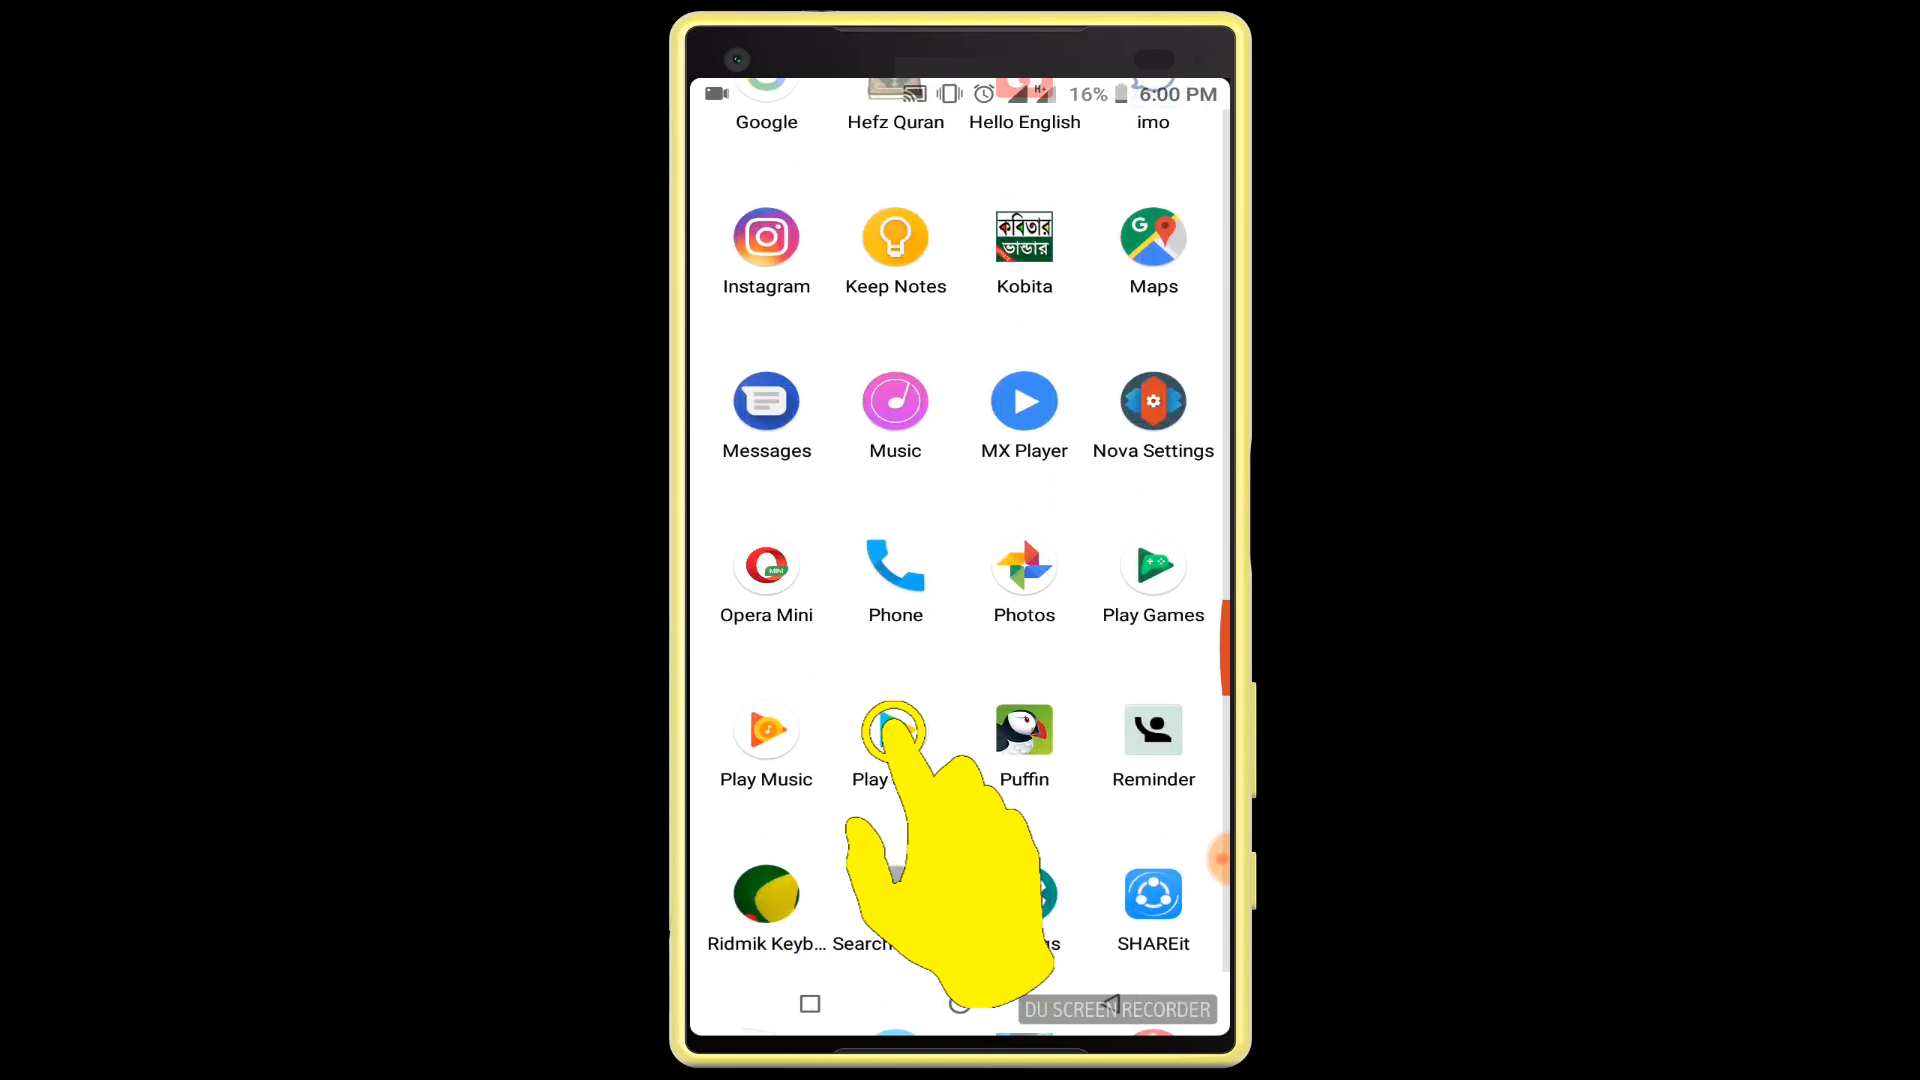 16% 6:00 PM
Google Hefz Quran Hello English imo
কবিতার
ভান্ডার
Instagram Keep Notes Kobita Maps
Messages Music MX Player Nova Settings
MINI
Opera Mini Phone Photos Play Games
Play Music Play Puffin Reminder
Ridmik Keyb... Search SHAREit
DU SCREEN RECORDER